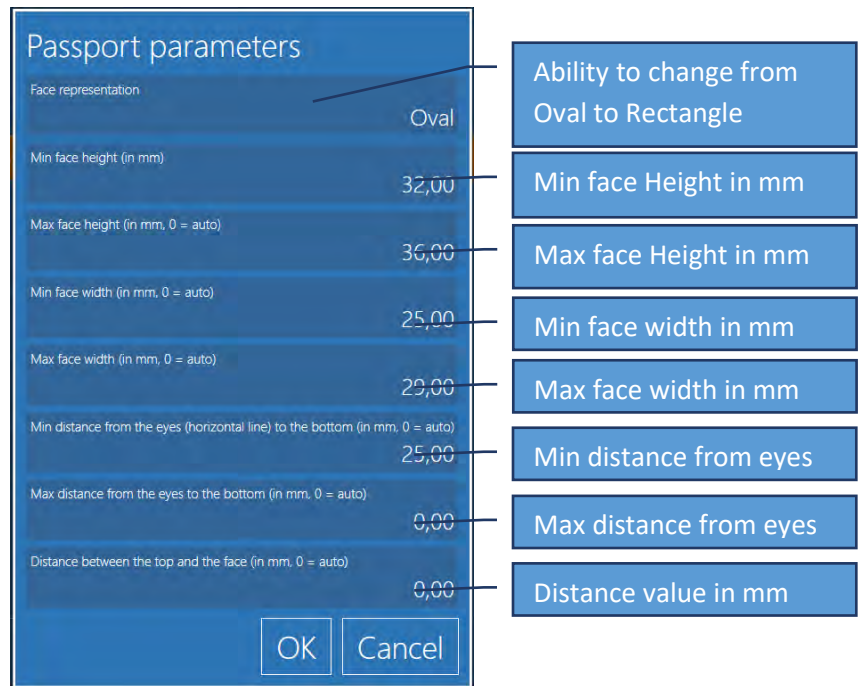 Passport parameters
Face representation
Oval
Ability to change from
Oval to Rectangle
Min face height (in mm)
32,00
Min face Height in mm
Max face height (in mm, 0 = auto)
36,00
Max face Height in mm
Min face width (in mm, 0 = auto)
25,00
Min face width in mm
Max face width (in mm, 0 = auto)
29,00
Max face width in mm
Min distance from the eyes (horizontal line) to the bottom (in mm, 0 = auto)
25,00
Min distance from eyes
Max distance from the eyes to the bottom (in mm, 0 = auto)
0,00
Max distance from eyes
Distance between the top and the face (in mm, 0 = auto)
0,00
Distance value in mm
OK Cancel